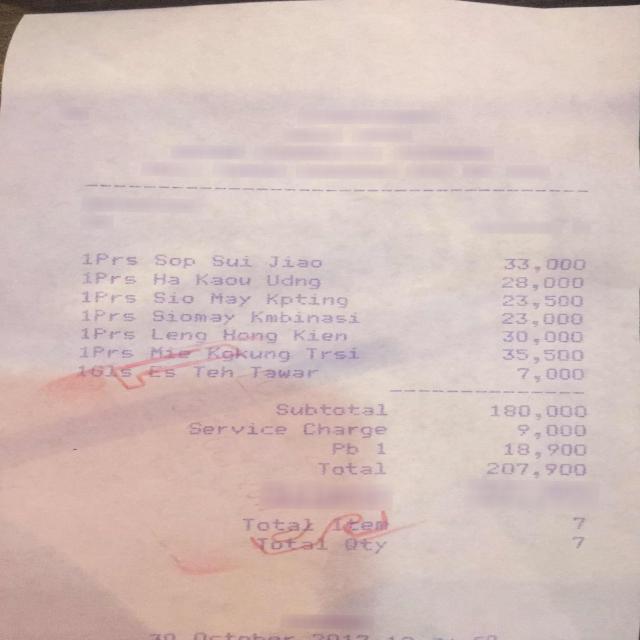 1Prs Sop Sui Jiao 33,000
1Prs Ha Kaou Udng 28,000
1Prs Sio May Kpting 23,500
1Prs Siomay Kmbinasi 23,000
1Prs Leng Hong Kien 30,000
1Prs Mie Kokung Trsi 35,500
1Gls Es Teh Tawar 7,000
Subtotal 180,000
Service Charge 9,000
Pb 1 18,900
Total 207,900
Total Item 7
Total Qty 7
30 October 2017